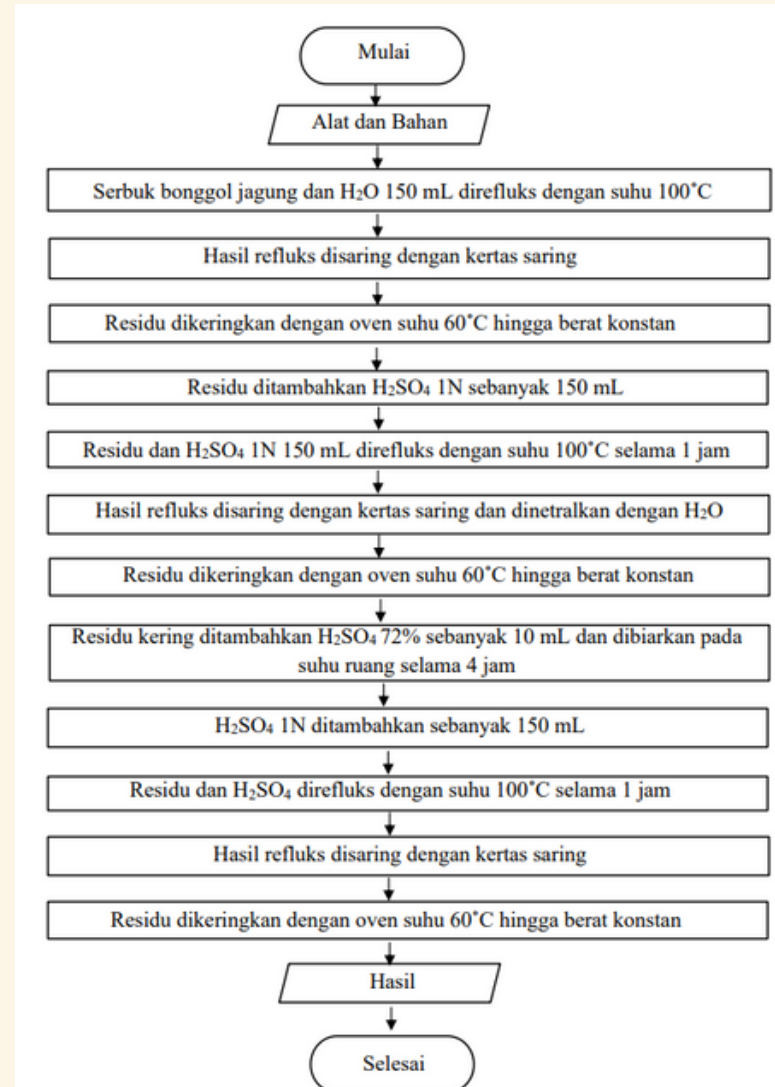 Mulai
Alat dan Bahan
Serbuk bonggol jagung dan H₂O 150 mL direfluks dengan suhu 100˚C
Hasil refluks disaring dengan kertas saring
Residu dikeringkan dengan oven suhu 60˚C hingga berat konstan
Residu ditambahkan H₂SO₄ 1N sebanyak 150 mL
Residu dan H₂SO₄ 1N 150 mL direfluks dengan suhu 100˚C selama 1 jam
Hasil refluks disaring dengan kertas saring dan dinetralkan dengan H₂O
Residu dikeringkan dengan oven suhu 60˚C hingga berat konstan
Residu kering ditambahkan H₂SO₄ 72% sebanyak 10 mL dan dibiarkan pada
suhu ruang selama 4 jam
H₂SO₄ 1N ditambahkan sebanyak 150 mL
Residu dan H₂SO₄ direfluks dengan suhu 100˚C selama 1 jam
Hasil refluks disaring dengan kertas saring
Residu dikeringkan dengan oven suhu 60˚C hingga berat konstan
Hasil
Selesai